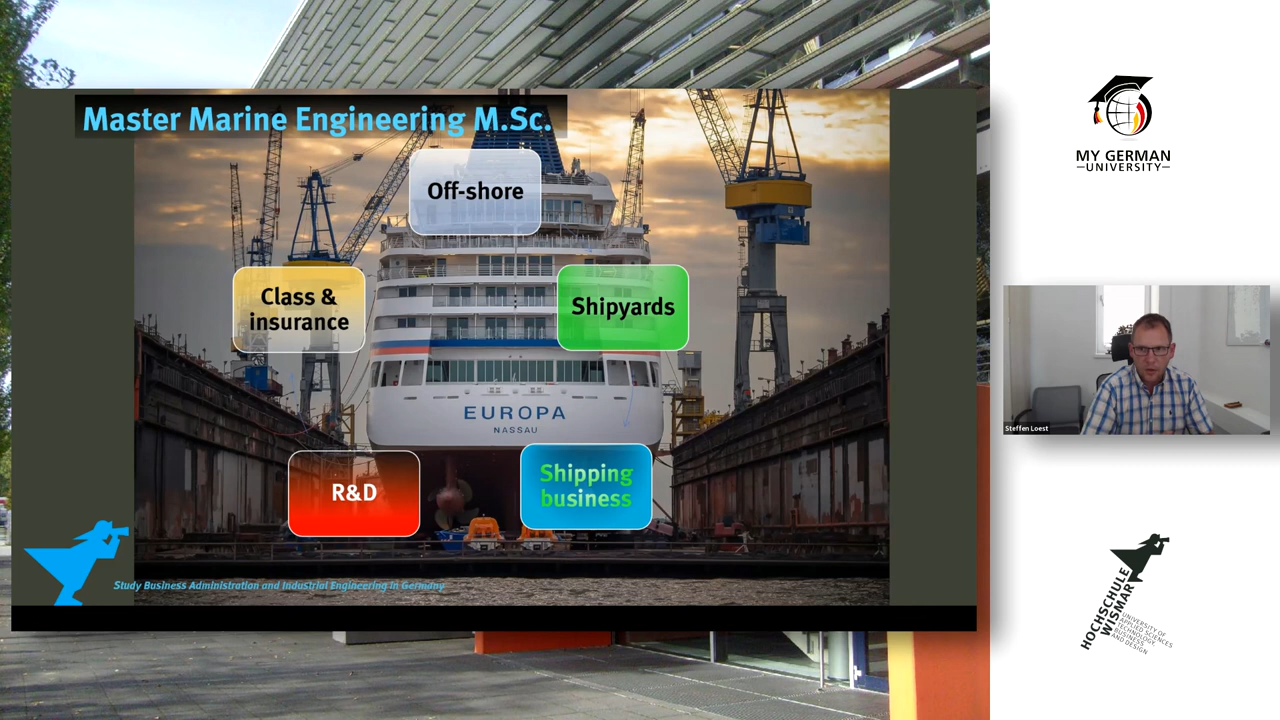 Master Marine Engineering M.Sc.
Off-shore
Class &
insurance
Shipyards
EUROPA
NASSAU
R&D
Shipping
business
Study Business Administration and Industrial Engineering in Germany
MY GERMAN
UNIVERSITY
Steffen Loest
HOCHSCHULE
WISMAR
UNIVERSITY OF
APPLIED SCIENCES
TECHNOLOGY,
BUSINESS
AND DESIGN